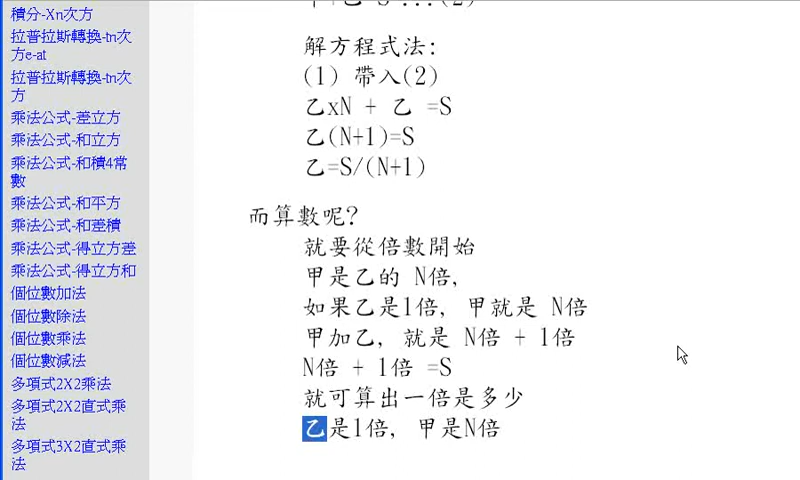 積分-Xn次方
拉普拉斯轉換-tn次
方e-at
拉普拉斯轉換-tn次
方
乘法公式-差立方
乘法公式-和立方
乘法公式-和積4常
數
乘法公式-和平方
乘法公式-和差積
乘法公式-得立方差
乘法公式-得立方和
個位數加法
個位數除法
個位數乘法
個位數減法
多項式2X2乘法
多項式2X2直式乘
法
多項式3X2直式乘
法
解方程式法:
(1) 帶入(2)
乙xN + 乙 =S
乙(N+1)=S
乙=S/(N+1)
而算數呢?
就要從倍數開始
甲是乙的 N倍,
如果乙是1倍, 甲就是 N倍
甲加乙, 就是 N倍 + 1倍
N倍 + 1倍 =S
就可算出一倍是多少
乙是1倍, 甲是N倍